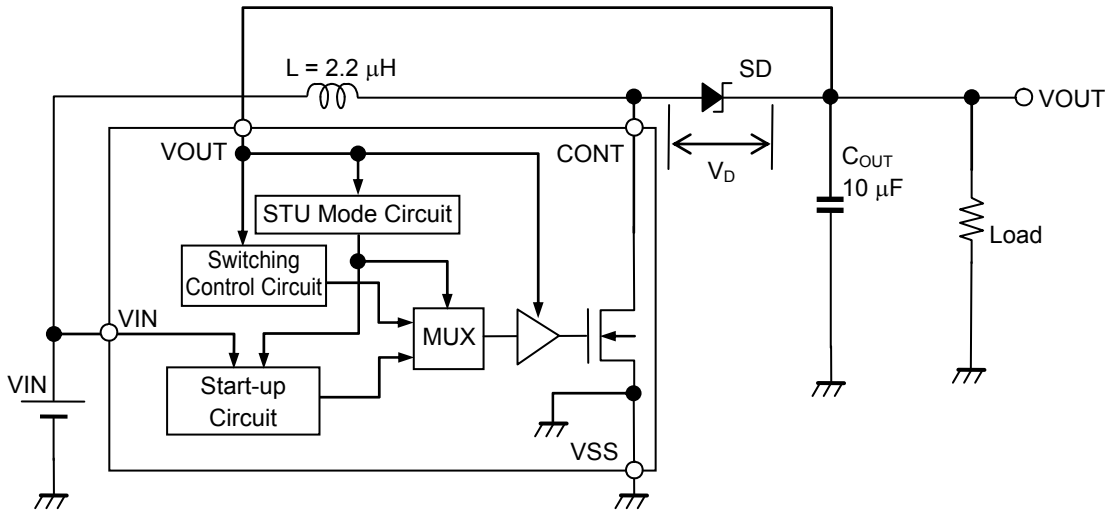 L = 2.2 μH
SD
VOUT
VOUT
CONT
V_D
C_OUT
10 μF
STU Mode Circuit
Load
Switching
Control Circuit
VIN
MUX
VIN
Start-up
Circuit
VSS